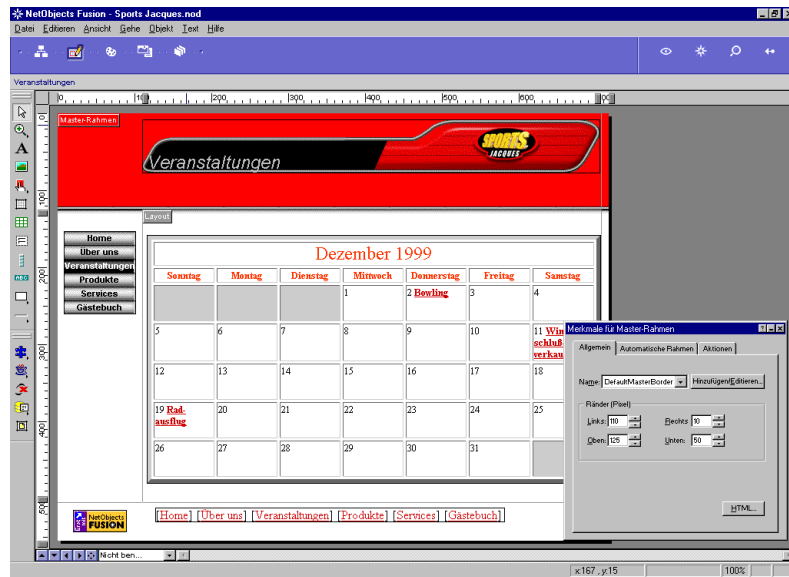 NetObjects Fusion - Sports Jacques.nod
Datei Editieren Ansicht Gehe Objekt Text Hilfe
Veranstaltungen
Master-Rahmen
SPORTS
JACQUES
Veranstaltungen
Layout
Home
Über uns
Veranstaltungen
Produkte
Services
Gästebuch
Dezember 1999
Sonntag Montag Dienstag Mittwoch Donnerstag Freitag Samstag
1 2 Bowling 3 4
5 6 7 8 9 10 11 Win
schluß
verkau
12 13 14 15 16 17 18
19 Rad-
ausflug 20 21 22 23 24 25
26 27 28 29 30 31
Merkmale für Master-Rahmen
Allgemein Automatische Rahmen Aktionen
Name: DefaultMasterBorder Hinzufügen/Editieren...
Ränder (Pixel)
Links: 110 Rechts: 10
Oben: 125 Unten: 50
HTML...
NetObjects
FUSION
[Home] [Über uns] [Veranstaltungen] [Produkte] [Services] [Gästebuch]
Nicht ben...
x:167 , y:15 100%